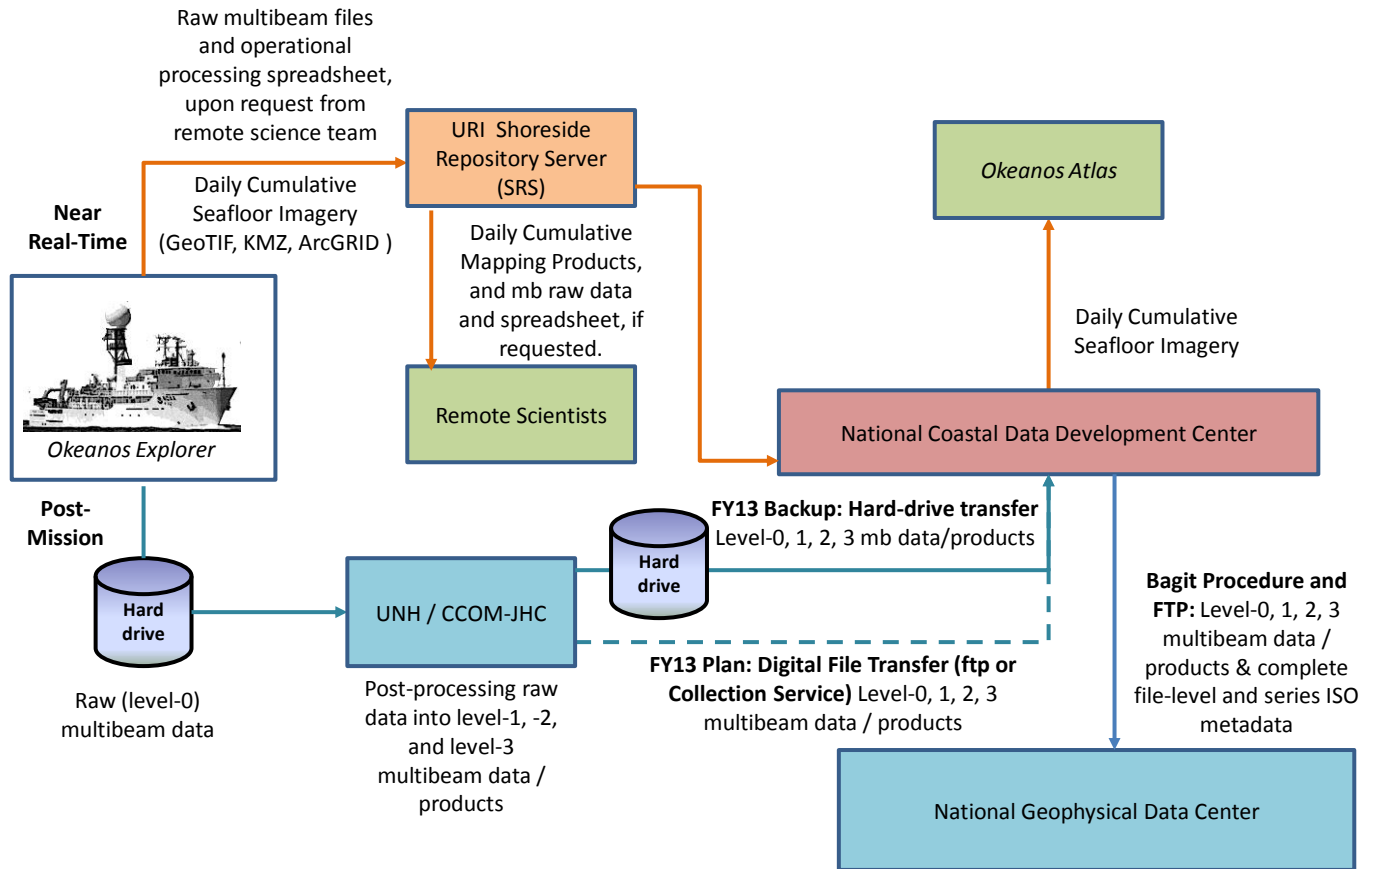 Raw multibeam files
and operational
processing spreadsheet,
upon request from
remote science team
URI Shoreside
Repository Server
(SRS)
Okeanos Atlas
Near
Real-Time
Daily Cumulative
Seafloor Imagery
(GeoTIF, KMZ, ArcGRID )
Daily Cumulative
Mapping Products,
and mb raw data
and spreadsheet, if
requested.
Daily Cumulative
Seafloor Imagery
Okeanos Explorer
Remote Scientists
National Coastal Data Development Center
Post-
Mission
FY13 Backup: Hard-drive transfer
Level-0, 1, 2, 3 mb data/products
Hard
drive
Hard
drive
UNH / CCOM-JHC
Bagit Procedure and
FTP: Level-0, 1, 2, 3
multibeam data /
products & complete
file-level and series ISO
metadata
Raw (level-0)
multibeam data
Post-processing raw
data into level-1, -2,
and level-3
multibeam data /
products
FY13 Plan: Digital File Transfer (ftp or
Collection Service) Level-0, 1, 2, 3
multibeam data / products
National Geophysical Data Center